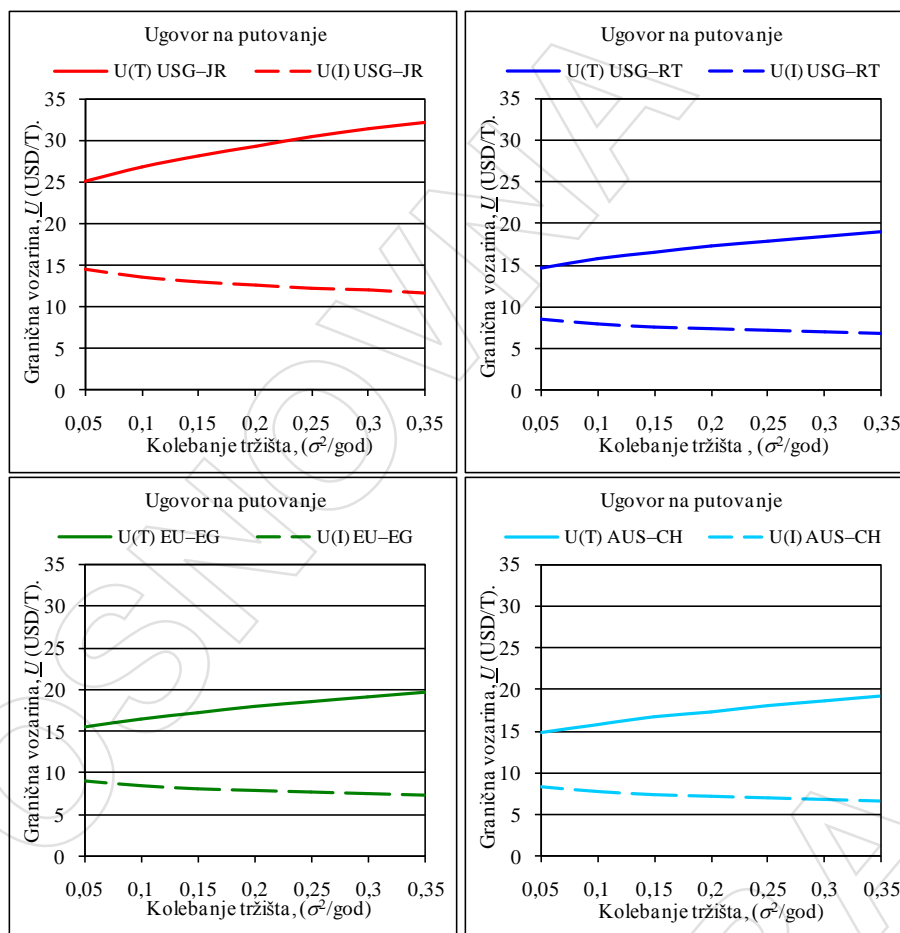 Ugovor na putovanje
U(T) USG–JR U(I) USG–JR
35
30
25
20
15
10
5
0
Granična vozarina, U (USD/T).
0,05 0,1 0,15 0,2 0,25 0,3 0,35
Kolebanje tržišta, (σ²/god)
Ugovor na putovanje
U(T) USG–RT U(I) USG–RT
35
30
25
20
15
10
5
0
Granična vozarina, U (USD/T).
0,05 0,1 0,15 0,2 0,25 0,3 0,35
Kolebanje tržišta , (σ²/god)
Ugovor na putovanje
U(T) EU–EG U(I) EU–EG
35
30
25
20
15
10
5
0
Granična vozarina, U (USD/T).
0,05 0,1 0,15 0,2 0,25 0,3 0,35
Kolebanje tržišta, (σ²/god)
Ugovor na putovanje
U(T) AUS–CH U(I) AUS–CH
35
30
25
20
15
10
5
0
Granična vozarina, U (USD/T).
0,05 0,1 0,15 0,2 0,25 0,3 0,35
Kolebanje tržišta, (σ²/god)
OSNOVNA